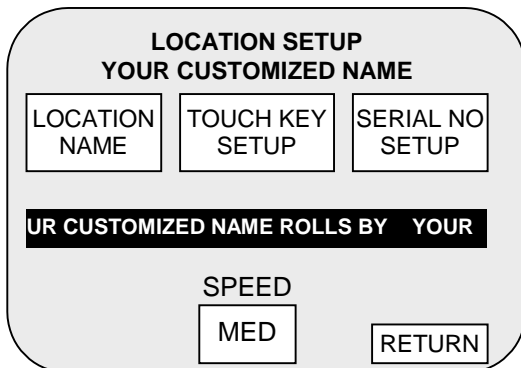 LOCATION SETUP
YOUR CUSTOMIZED NAME
LOCATION NAME
TOUCH KEY SETUP
SERIAL NO SETUP
UR CUSTOMIZED NAME ROLLS BY YOUR
SPEED
MED
RETURN